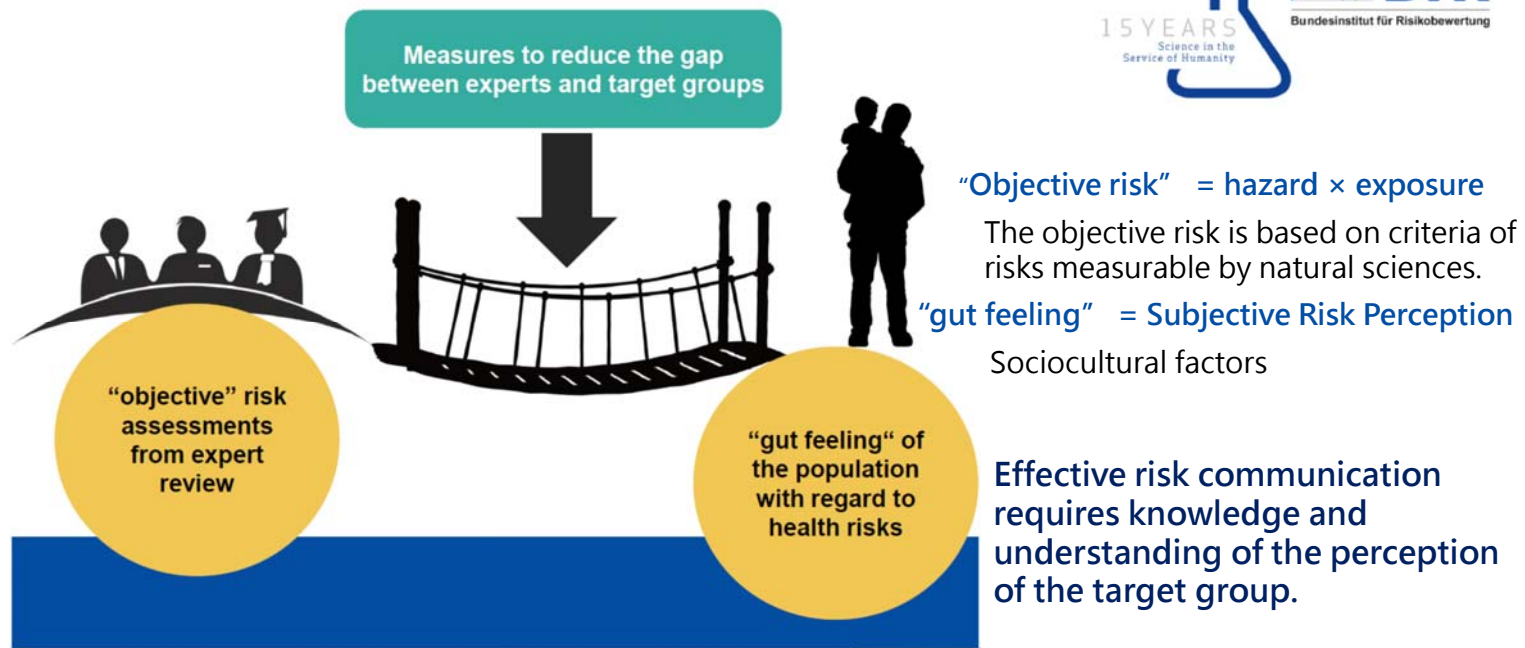 Measures to reduce the gap
between experts and target groups
15 YEARS
Science in the
Service of Humanity
Bundesinstitut für Risikobewertung
“Objective risk” = hazard × exposure
The objective risk is based on criteria of
risks measurable by natural sciences.
“gut feeling” = Subjective Risk Perception
Sociocultural factors
“objective” risk
assessments
from expert
review
“gut feeling“ of
the population
with regard to
health risks
Effective risk communication
requires knowledge and
understanding of the perception
of the target group.